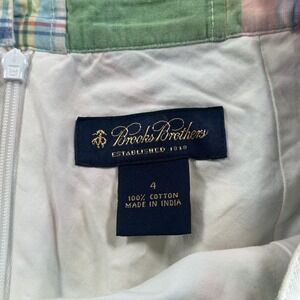 Brooks Brothers
ESTABLISHED 1818
4
100% COTTON
MADE IN INDIA